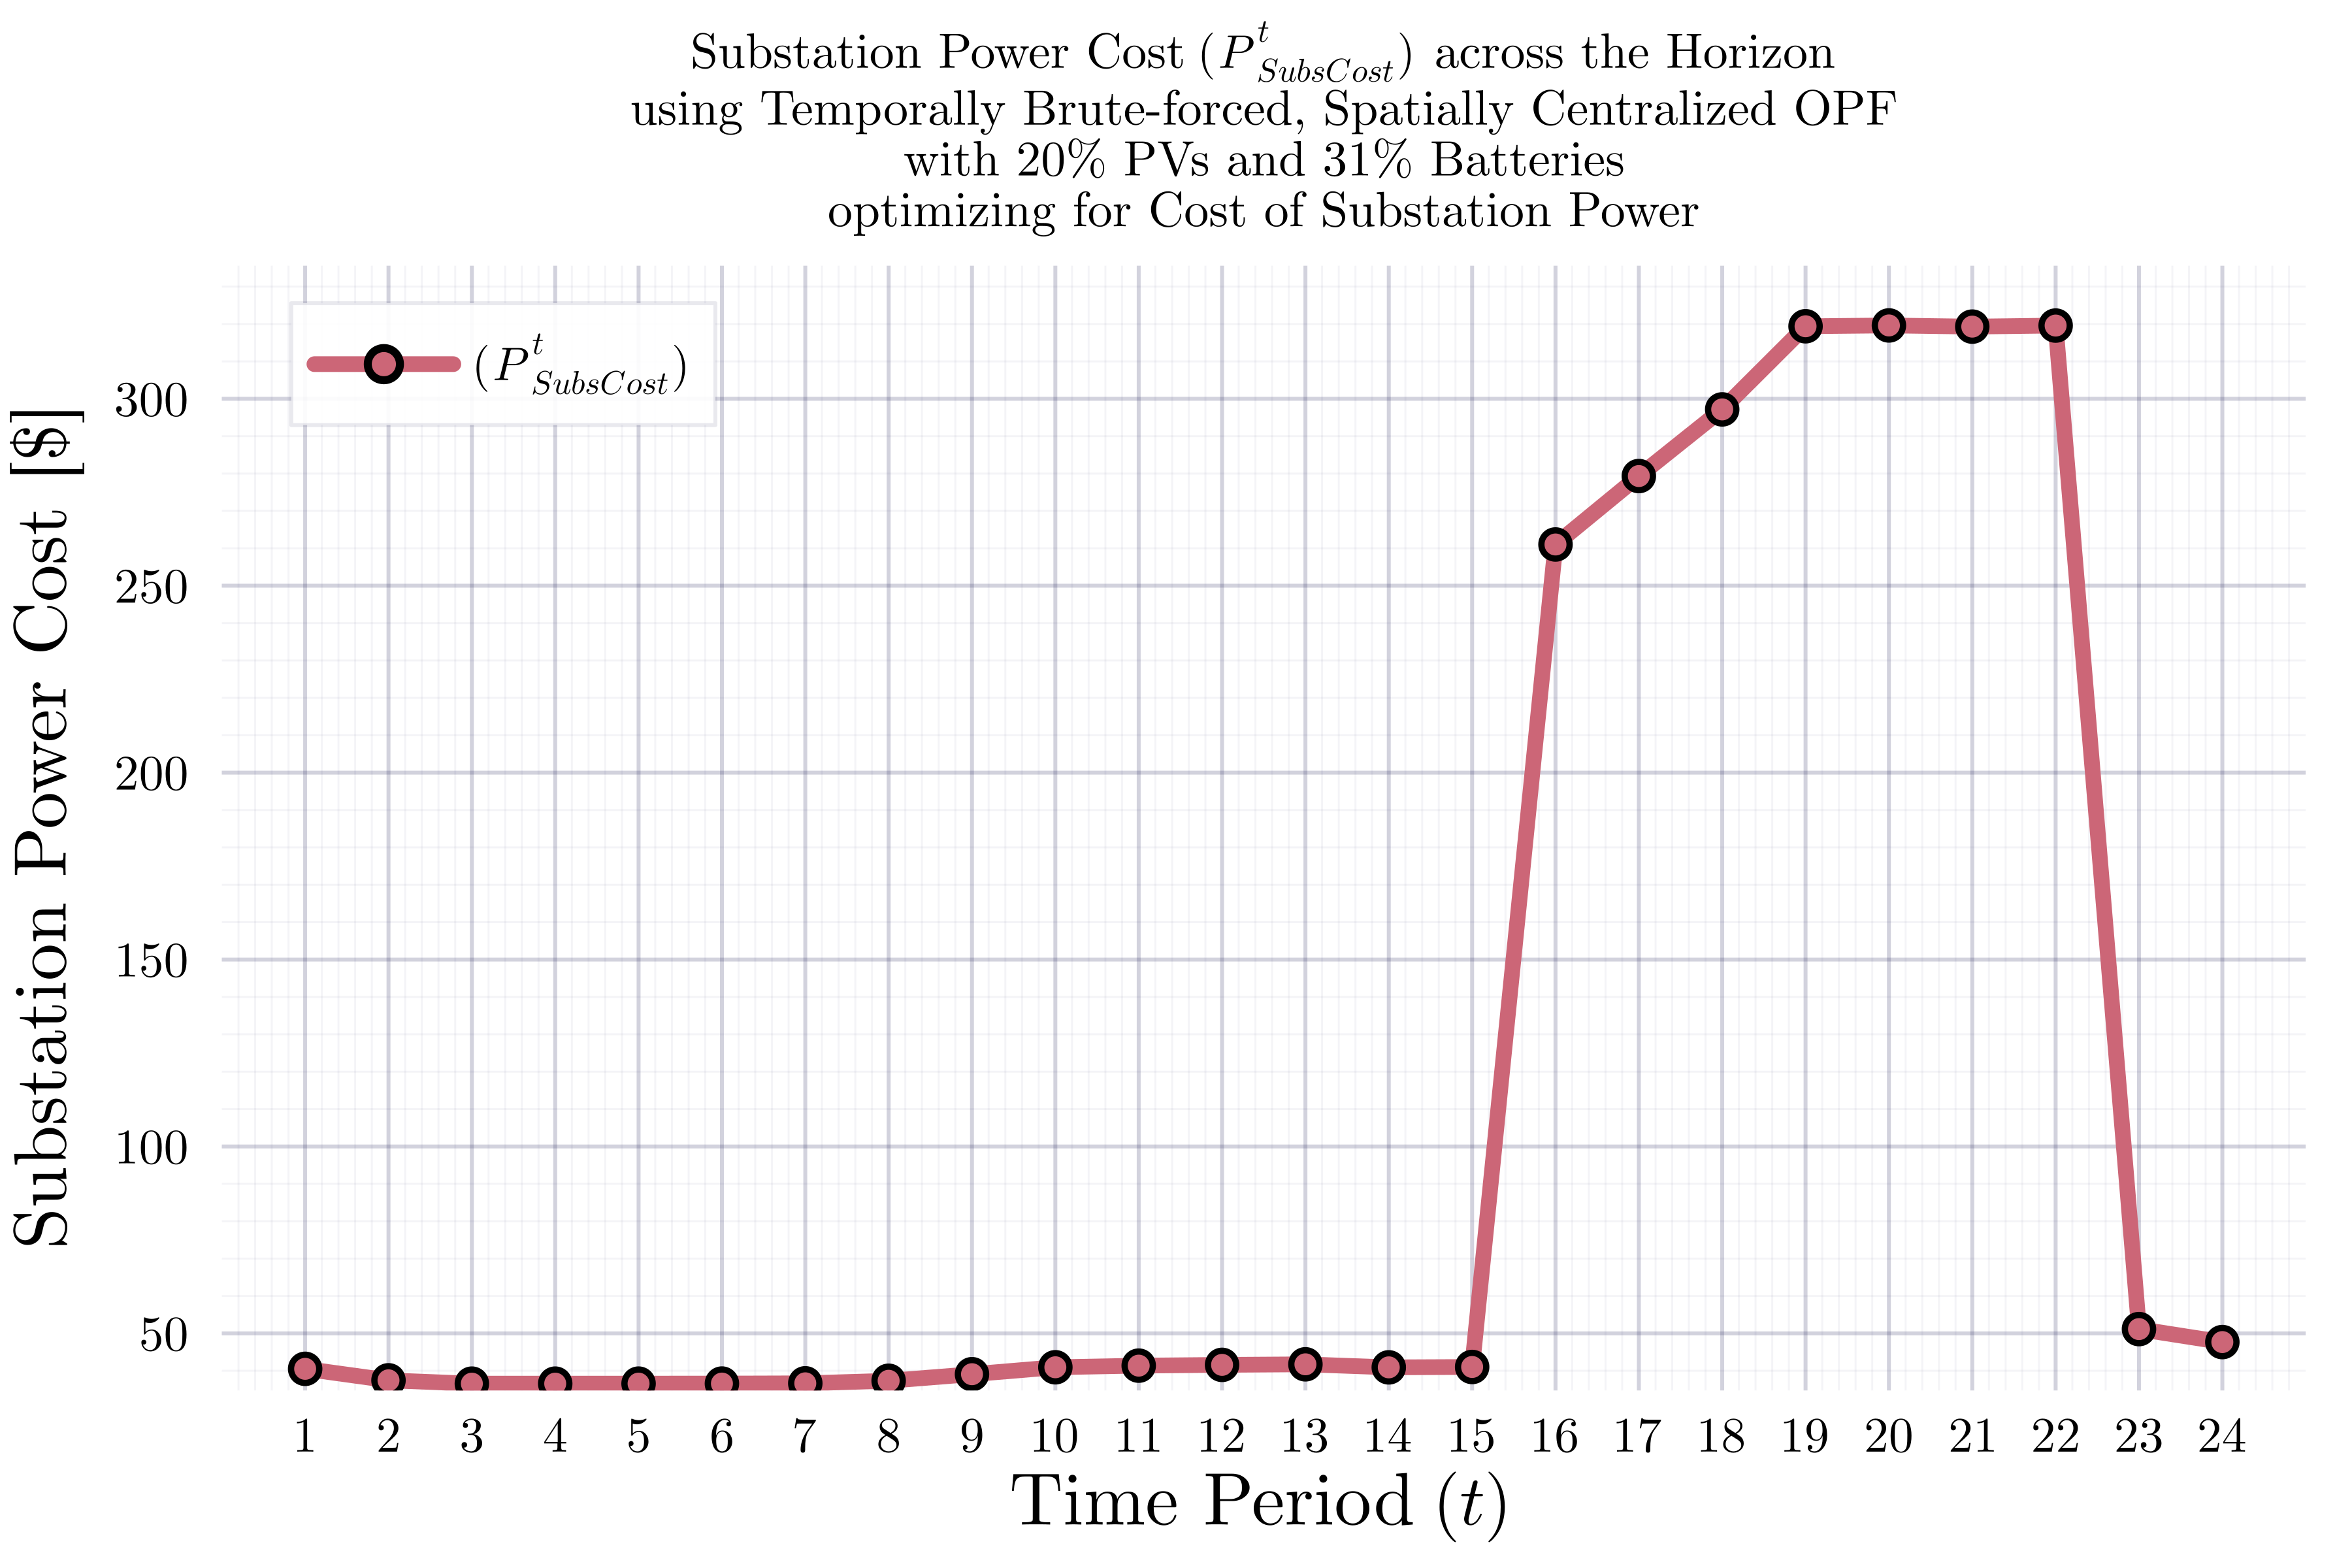 Substation Power Cost (P^t_SubsCost) across the Horizon
using Temporally Brute-forced, Spatially Centralized OPF
with 20% PVs and 31% Batteries
optimizing for Cost of Substation Power
(P^t_SubsCost)
Substation Power Cost [$]
300
250
200
150
100
50
1 2 3 4 5 6 7 8 9 10 11 12 13 14 15 16 17 18 19 20 21 22 23 24
Time Period (t)